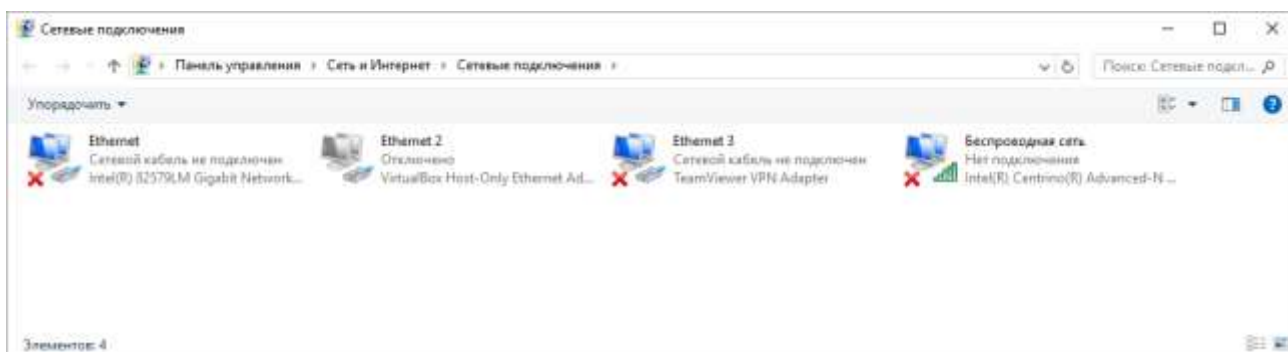 Сетевые подключения
Панель управления › Сеть и Интернет › Сетевые подключения ›
Поиск: Сетевые подкл...
Упорядочить
Ethernet
Сетевой кабель не подключен
Intel(R) 82579LM Gigabit Network...
Ethernet 2
Отключено
VirtualBox Host-Only Ethernet Ad...
Ethernet 3
Сетевой кабель не подключен
TeamViewer VPN Adapter
Беспроводная сеть
Нет подключения
Intel(R) Centrino(R) Advanced-N ...
Элементов: 4